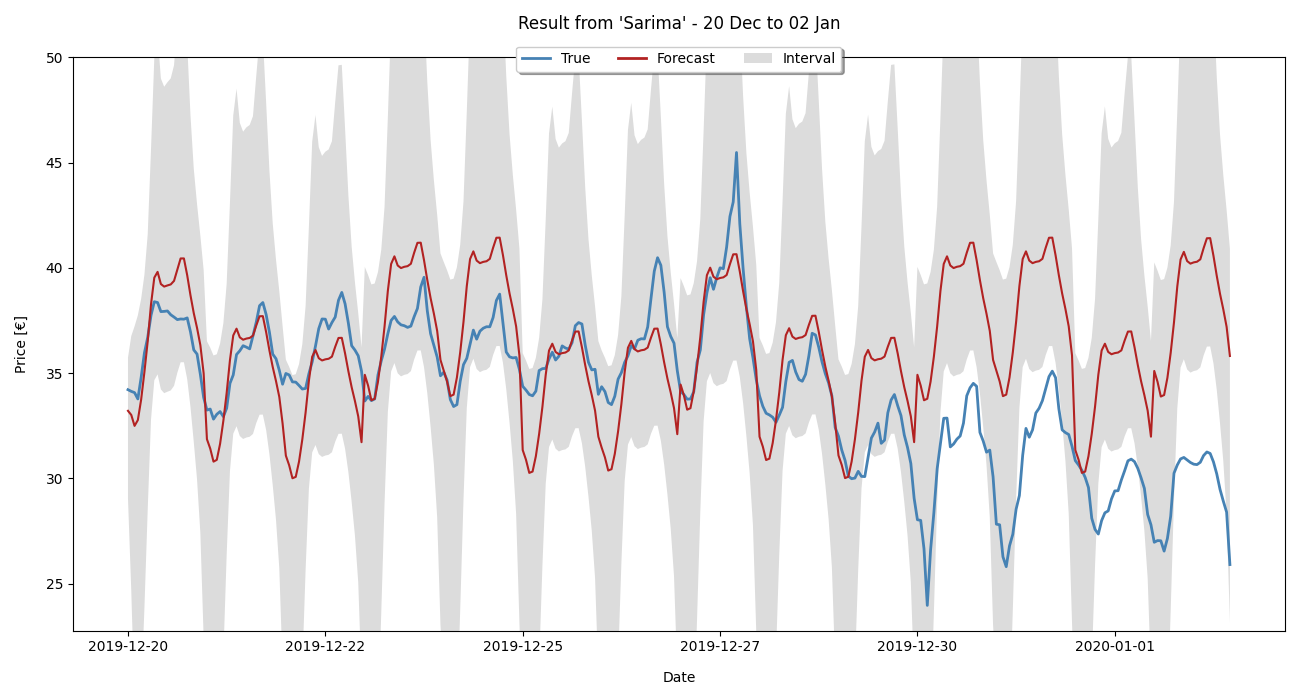 Result from 'Sarima' - 20 Dec to 02 Jan
True Forecast Interval
50
45
40
35
30
25
Price [€]
2019-12-20 2019-12-22 2019-12-25 2019-12-27 2019-12-30 2020-01-01
Date